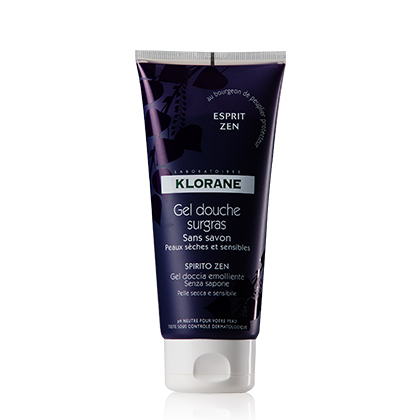 au bourgeon de peuplier protecteur
ESPRIT
ZEN
LABORATOIRES
KLORANE
Gel douche
surgras
Sans savon
Peaux sèches et sensibles
SPIRITO ZEN
Gel doccia emolliente
Senza sapone
Pelle secca e sensibile
pH NEUTRE POUR VOTRE PEAU
TESTÉ SOUS CONTRÔLE DERMATOLOGIQUE